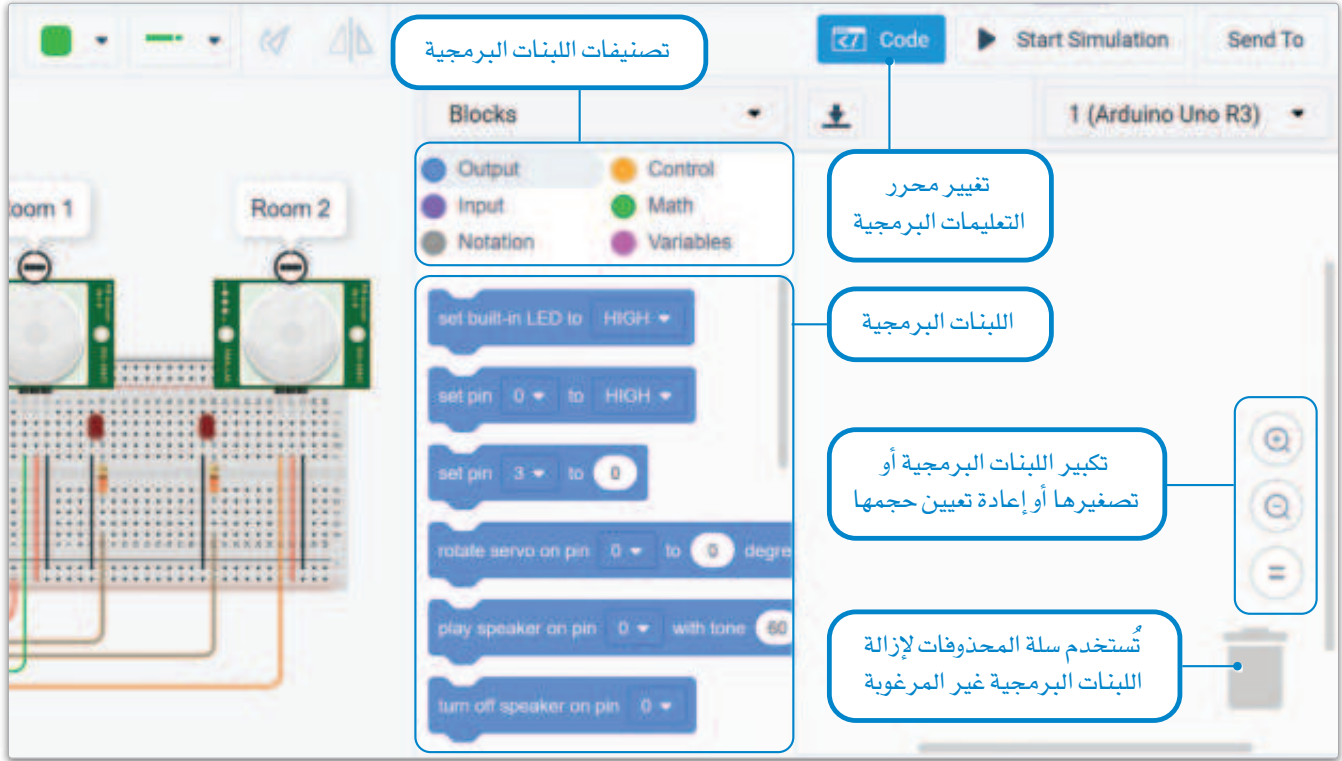 تصنيفات اللبنات البرمجية
Code
Start Simulation
Send To
Blocks
1 (Arduino Uno R3)
Output
Control
Input
Math
Notation
Variables
تغيير محرر
التعليمات البرمجية
oom 1
Room 2
set built-in LED to HIGH
set pin 0 to HIGH
set pin 3 to 0
rotate servo on pin 0 to 0 degre
play speaker on pin 0 with tone 60
turn off speaker on pin 0
اللبنات البرمجية
تكبير اللبنات البرمجية أو
تصغيرها أو إعادة تعيين حجمها
تُستخدم سلة المحذوفات لإزالة
اللبنات البرمجية غير المرغوبة